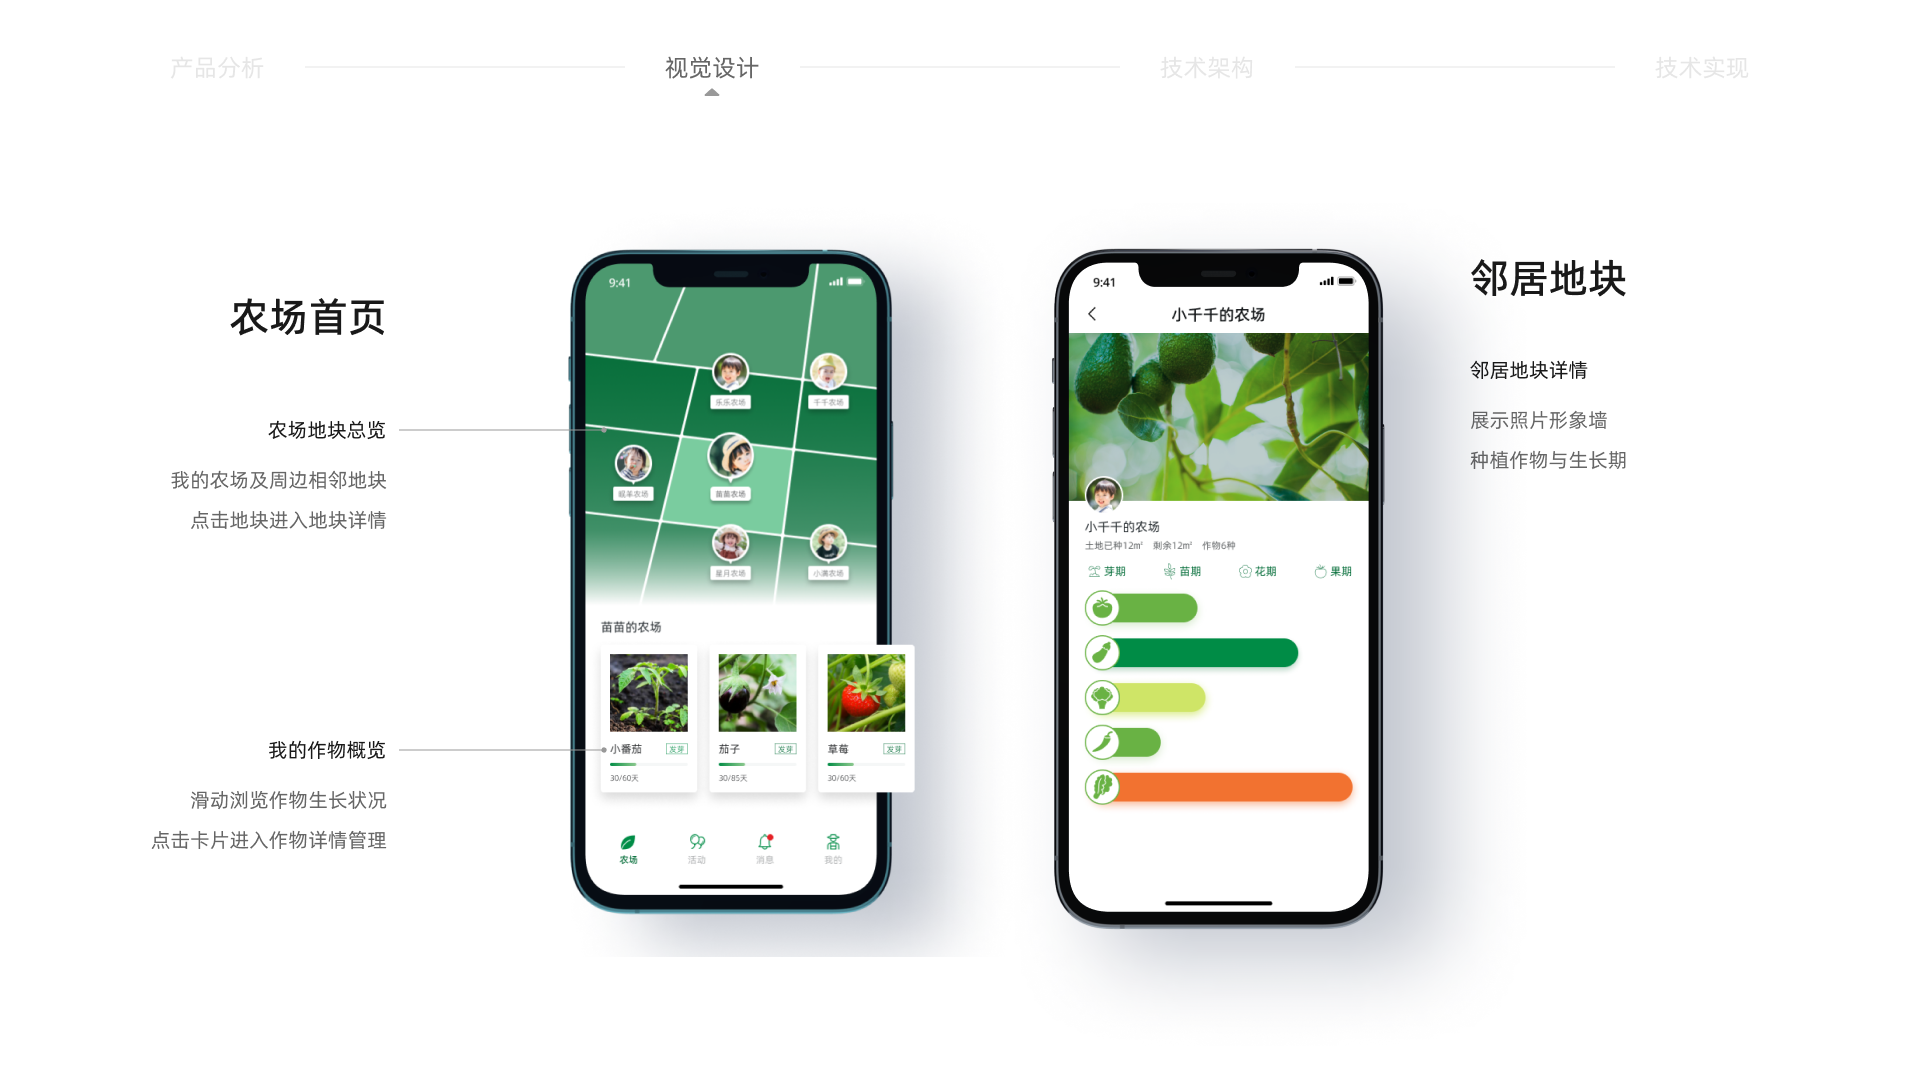 产品分析
视觉设计
技术架构
技术实现
农场首页
农场地块总览
我的农场及周边相邻地块
点击地块进入地块详情
我的作物概览
滑动浏览作物生长状况
点击卡片进入作物详情管理
9:41
乐乐农场
千千农场
苗苗农场
星月农场
小满农场
苗苗的农场
小番茄 发芽
30/60天
茄子 发芽
30/85天
草莓 发芽
30/60天
农场
活动
消息
我的
9:41
小千千的农场
小千千的农场
土地已种12m² 剩余12m² 作物6种
芽期
苗期
花期
果期
邻居地块
邻居地块详情
展示照片形象墙
种植作物与生长期